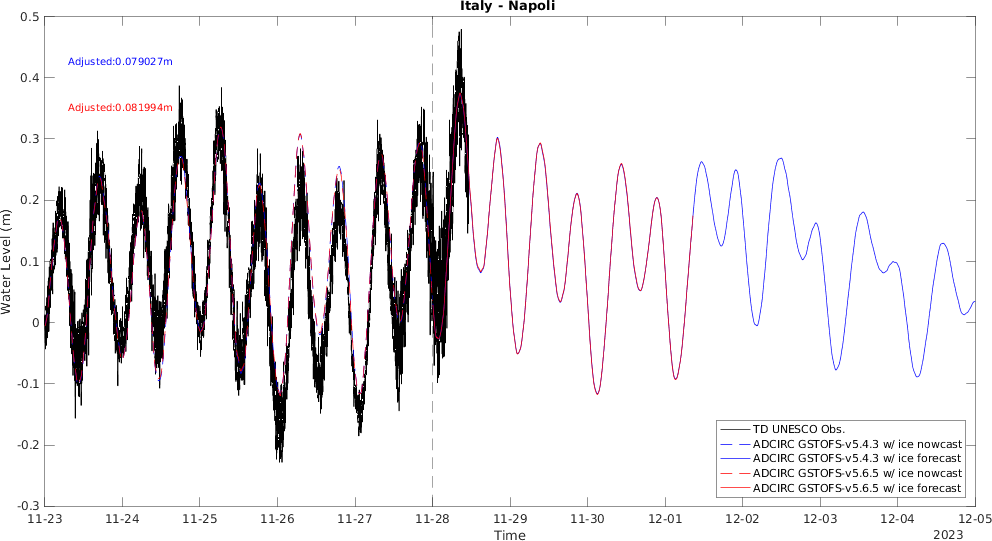 Italy - Napoli
0.5
0.4
0.3
0.2
0.1
0
-0.1
-0.2
-0.3
Water Level (m)
Adjusted:0.079027m
Adjusted:0.081994m
TD UNESCO Obs.
ADCIRC GSTOFS-v5.4.3 w/ ice nowcast
ADCIRC GSTOFS-v5.4.3 w/ ice forecast
ADCIRC GSTOFS-v5.6.5 w/ ice nowcast
ADCIRC GSTOFS-v5.6.5 w/ ice forecast
11-23 11-24 11-25 11-26 11-27 11-28 11-29 11-30 12-01 12-02 12-03 12-04 12-05
Time
2023